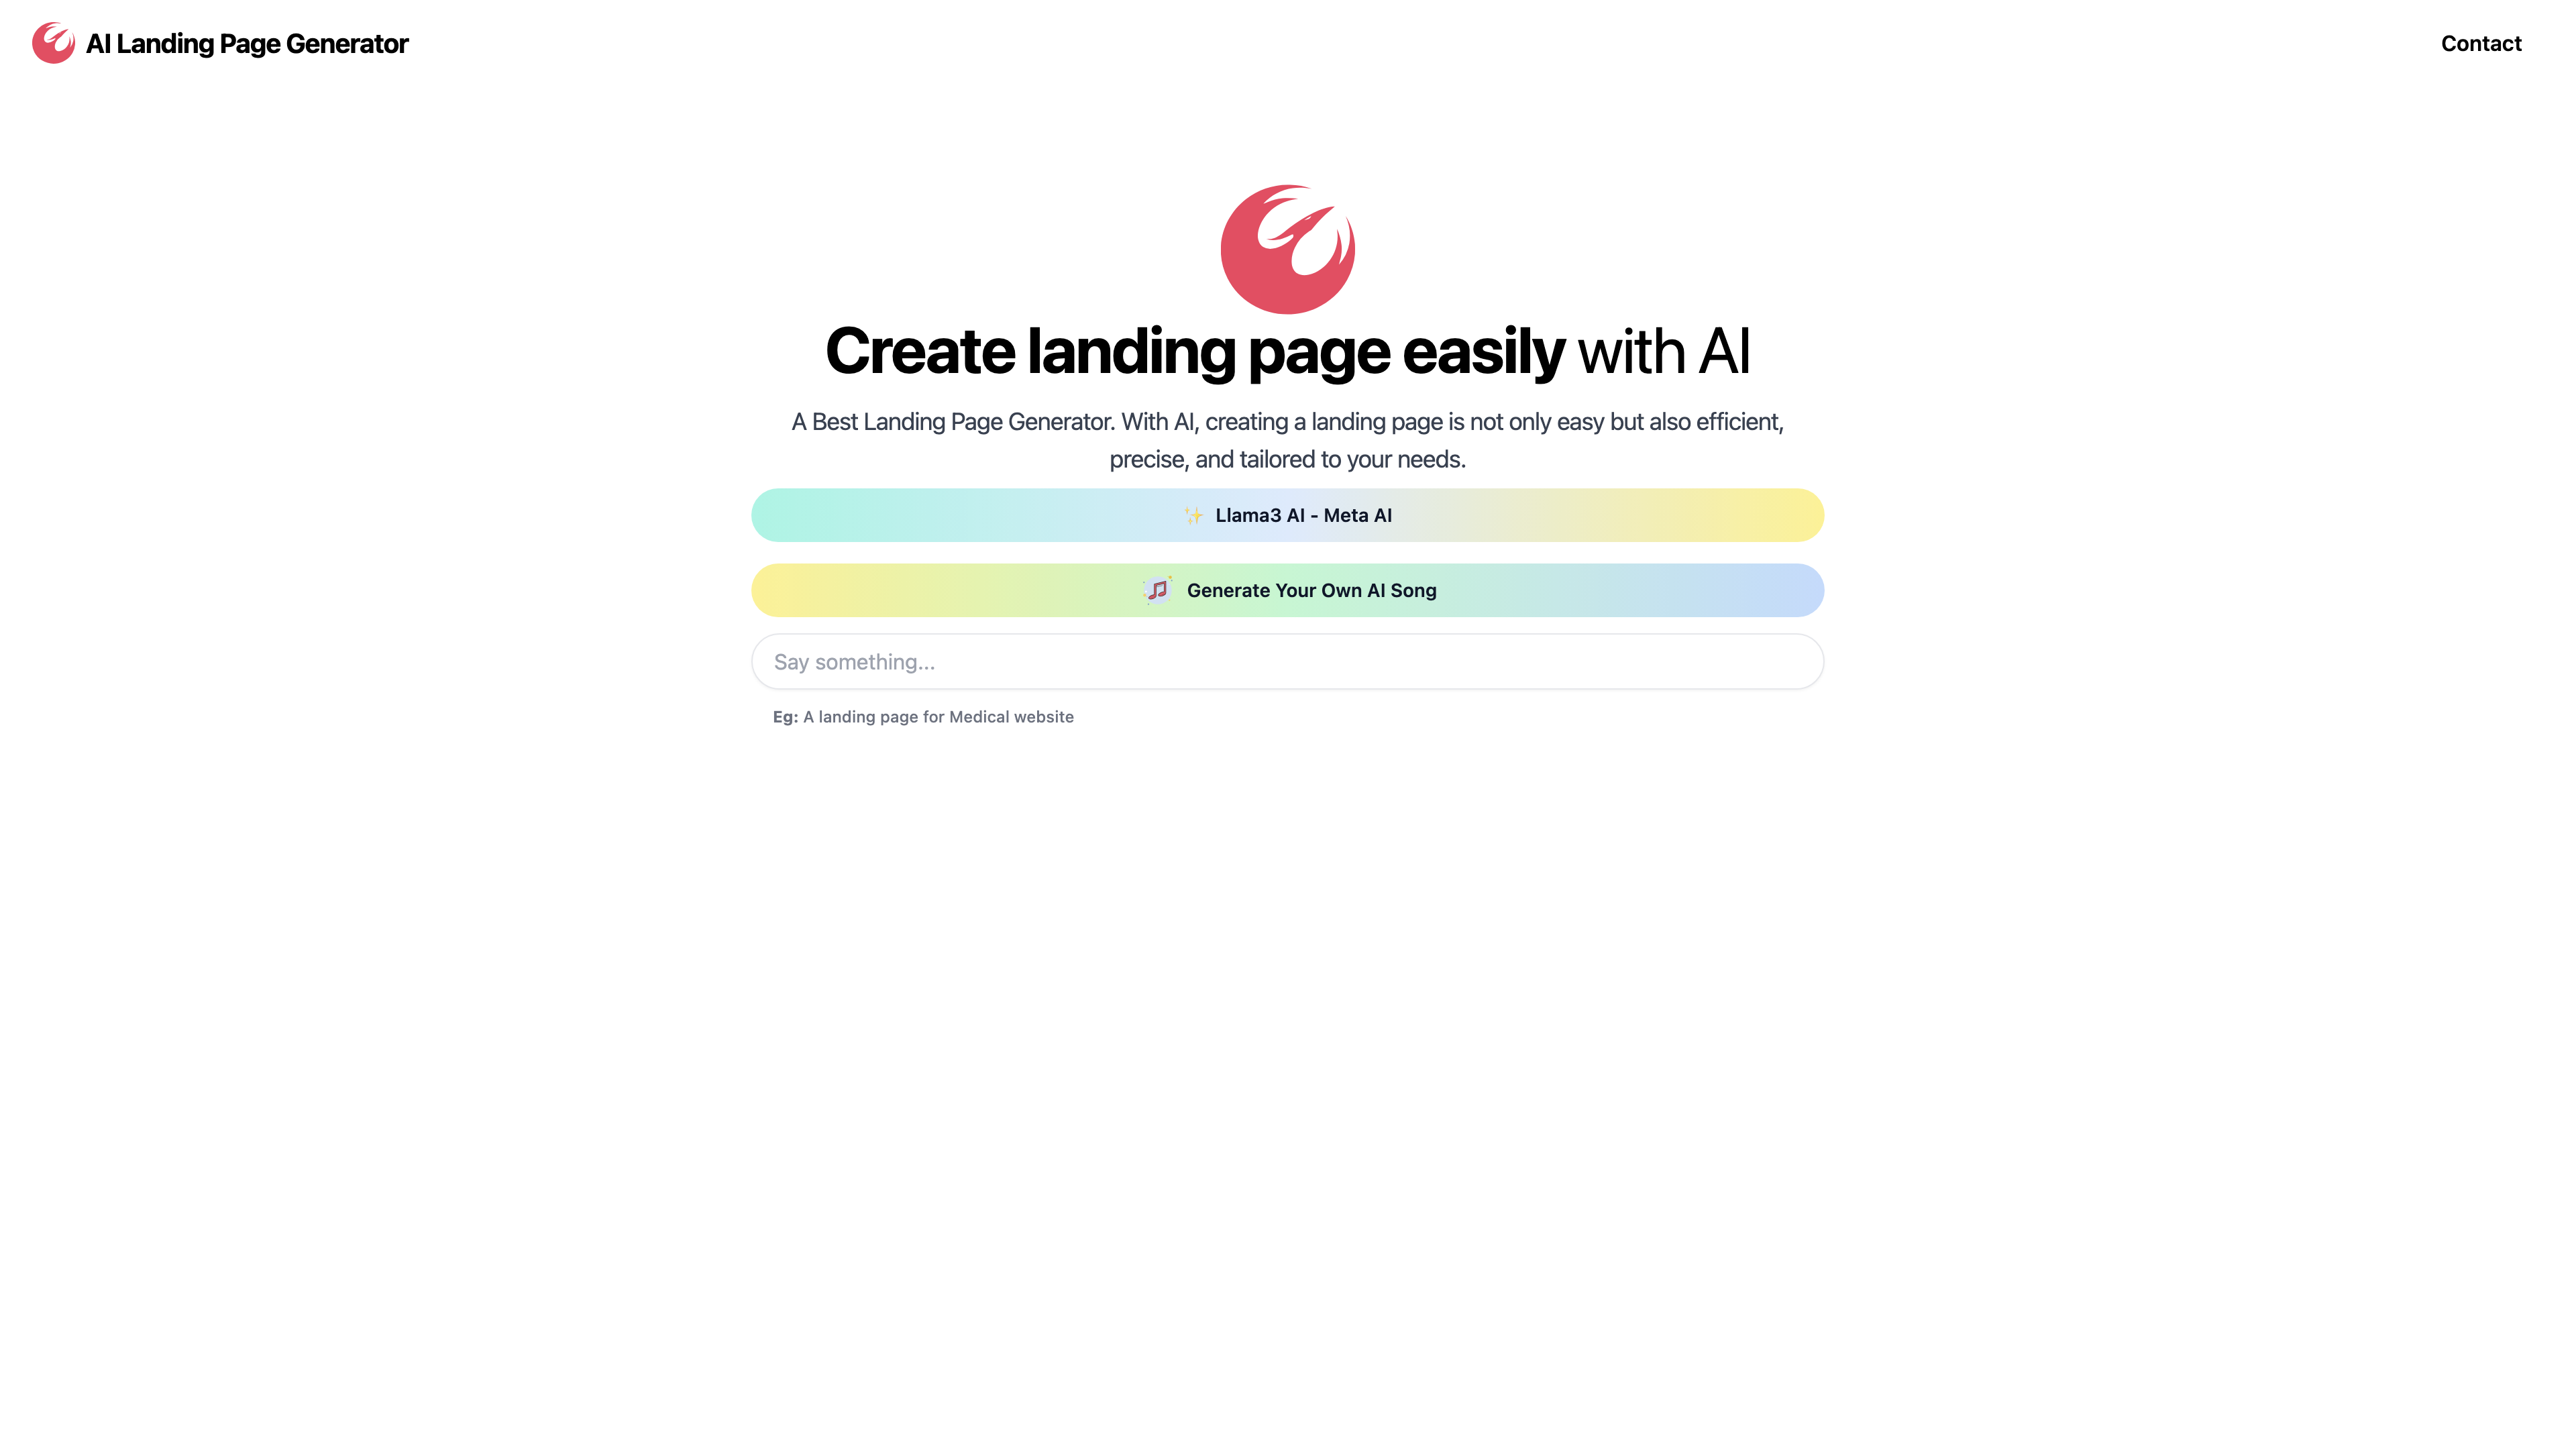 AI Landing Page Generator
Contact
Create landing page easily with AI
A Best Landing Page Generator. With AI, creating a landing page is not only easy but also efficient,
precise, and tailored to your needs.
✨ Llama3 AI - Meta AI
Generate Your Own AI Song
Say something...
Eg: A landing page for Medical website